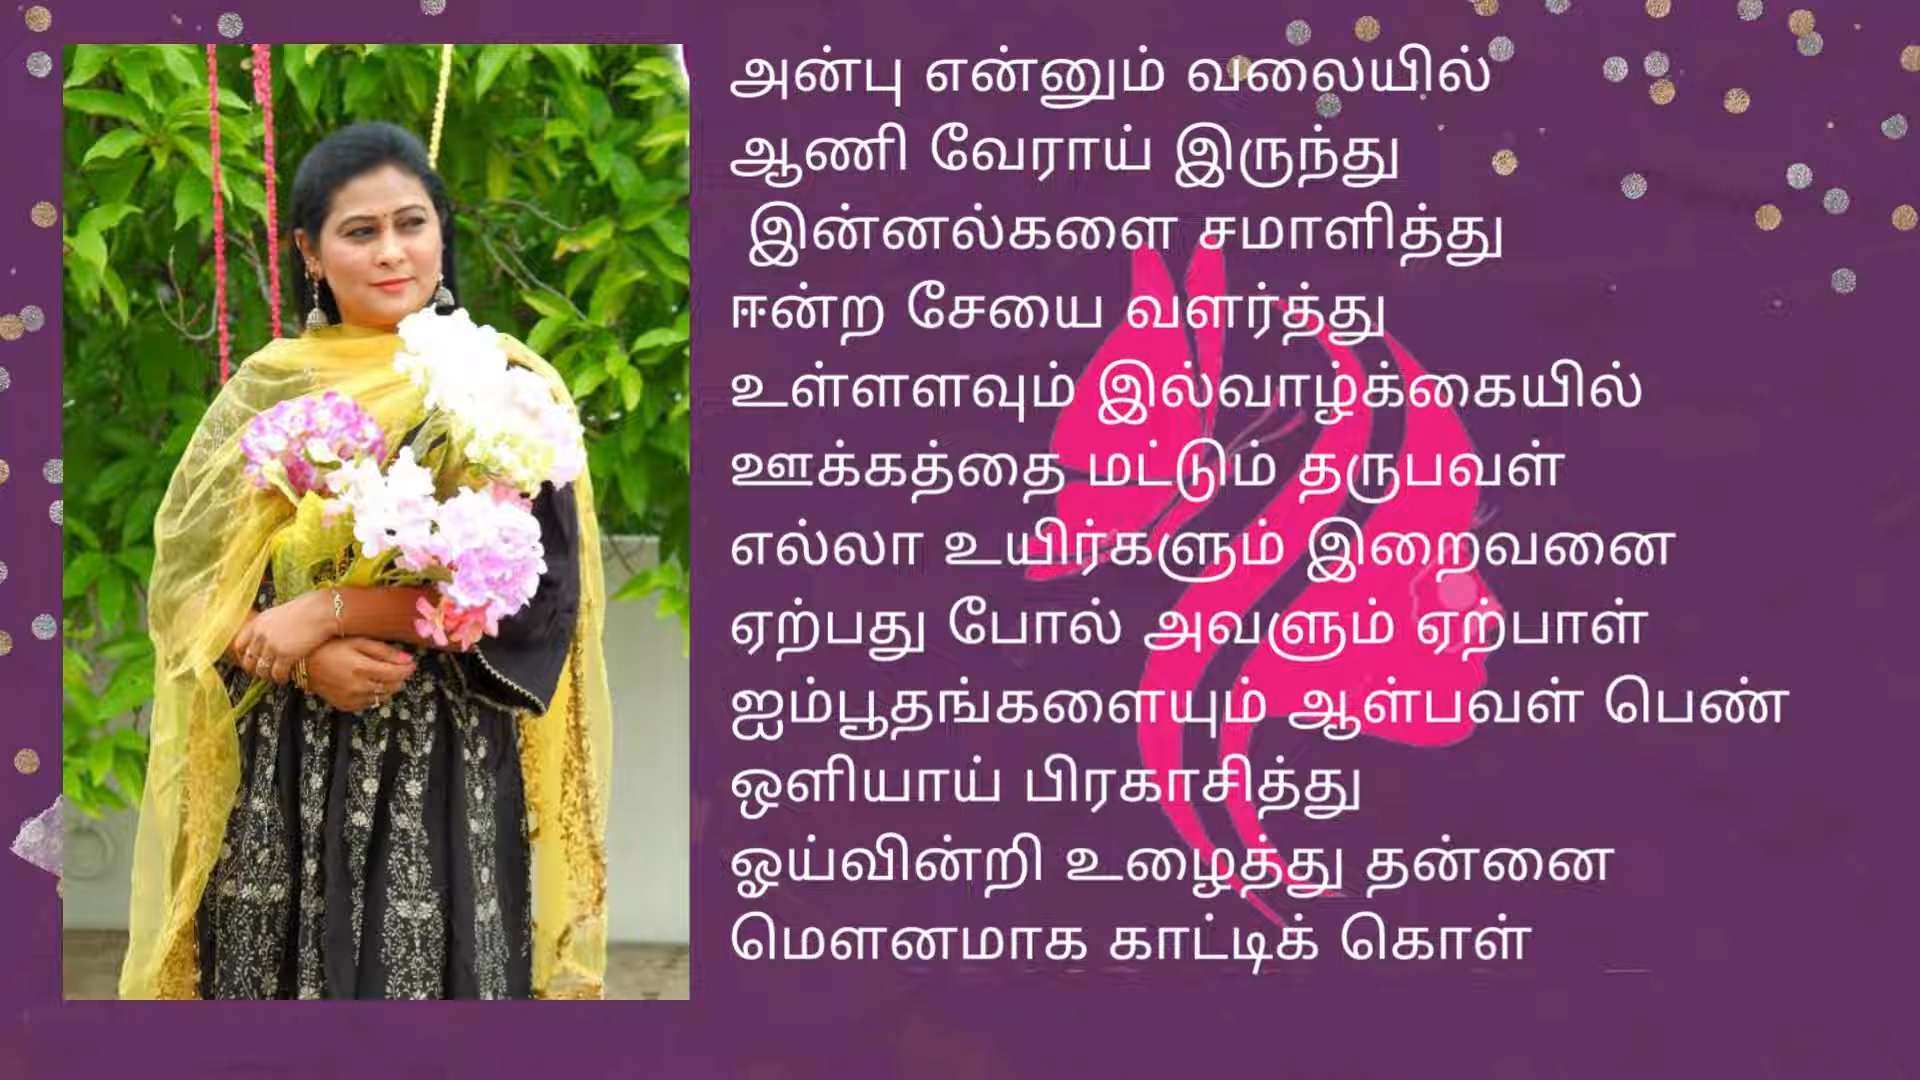 அன்பு என்னும் வலையில்
ஆணி வேராய் இருந்து
இன்னல்களை சமாளித்து
ஈன்ற சேயை வளர்த்து
உள்ளளவும் இல்வாழ்க்கையில்
ஊக்கத்தை மட்டும் தருபவள்
எல்லா உயிர்களும் இறைவனை
ஏற்பது போல் அவளும் ஏற்பாள்
ஐம்பூதங்களையும் ஆள்பவள் பெண்
ஒளியாய் பிரகாசித்து
ஓய்வின்றி உழைத்து தன்னை
மௌனமாக காட்டிக் கொள்